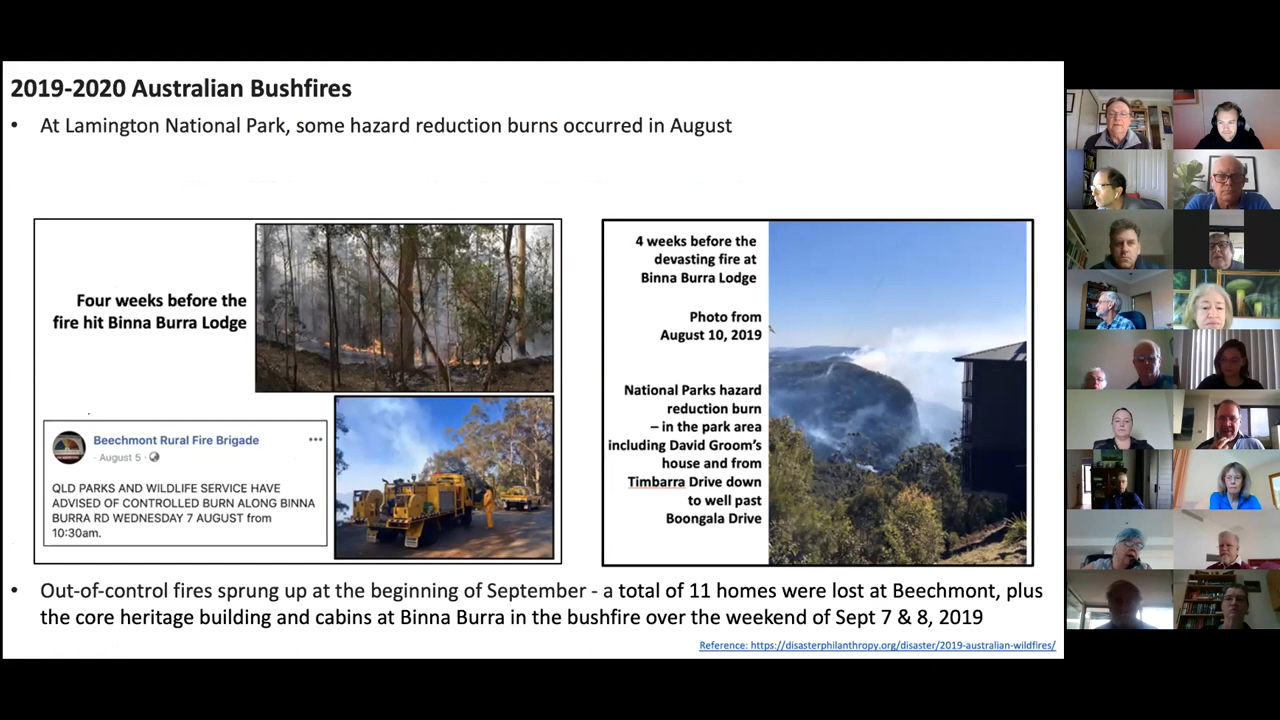 2019-2020 Australian Bushfires
• At Lamington National Park, some hazard reduction burns occurred in August
Four weeks before the
fire hit Binna Burra Lodge
Beechmont Rural Fire Brigade
· August 5 ·
QLD PARKS AND WILDLIFE SERVICE HAVE
ADVISED OF CONTROLLED BURN ALONG BINNA
BURRA RD WEDNESDAY 7 AUGUST from
10:30am.
4 weeks before the
devasting fire at
Binna Burra Lodge
Photo from
August 10, 2019
National Parks hazard
reduction burn
– in the park area
including David Groom's
house and from
Timbarra Drive down
to well past
Boongala Drive
• Out-of-control fires sprung up at the beginning of September - a total of 11 homes were lost at Beechmont, plus
the core heritage building and cabins at Binna Burra in the bushfire over the weekend of Sept 7 & 8, 2019
Reference: https://disasterphilanthropy.org/disaster/2019-australian-wildfires/